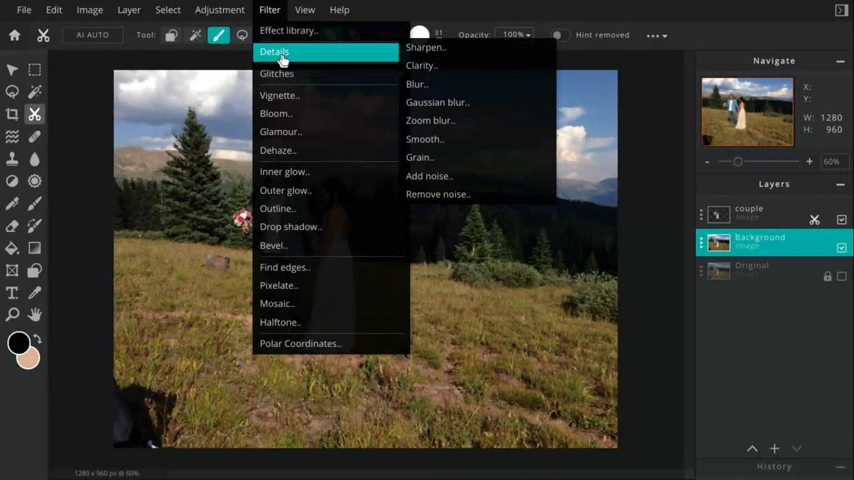 File Edit Image Layer Select Adjustment Filter View Help
AI AUTO Tool: 31 Opacity: 100% Hint removed
Effect library..
Details
Glitches
Vignette..
Bloom..
Glamour..
Dehaze..
Inner glow..
Outer glow..
Outline..
Drop shadow..
Bevel..
Find edges..
Pixelate..
Mosaic..
Halftone..
Polar Coordinates..
Sharpen..
Clarity..
Blur..
Gaussian blur..
Zoom blur..
Smooth..
Grain..
Add noise..
Remove noise..
Navigate
X:
Y:
W: 1280
H: 960
60%
Layers
couple
Image
Background
Image
Original
Image
History
1280 x 960 px @ 60%